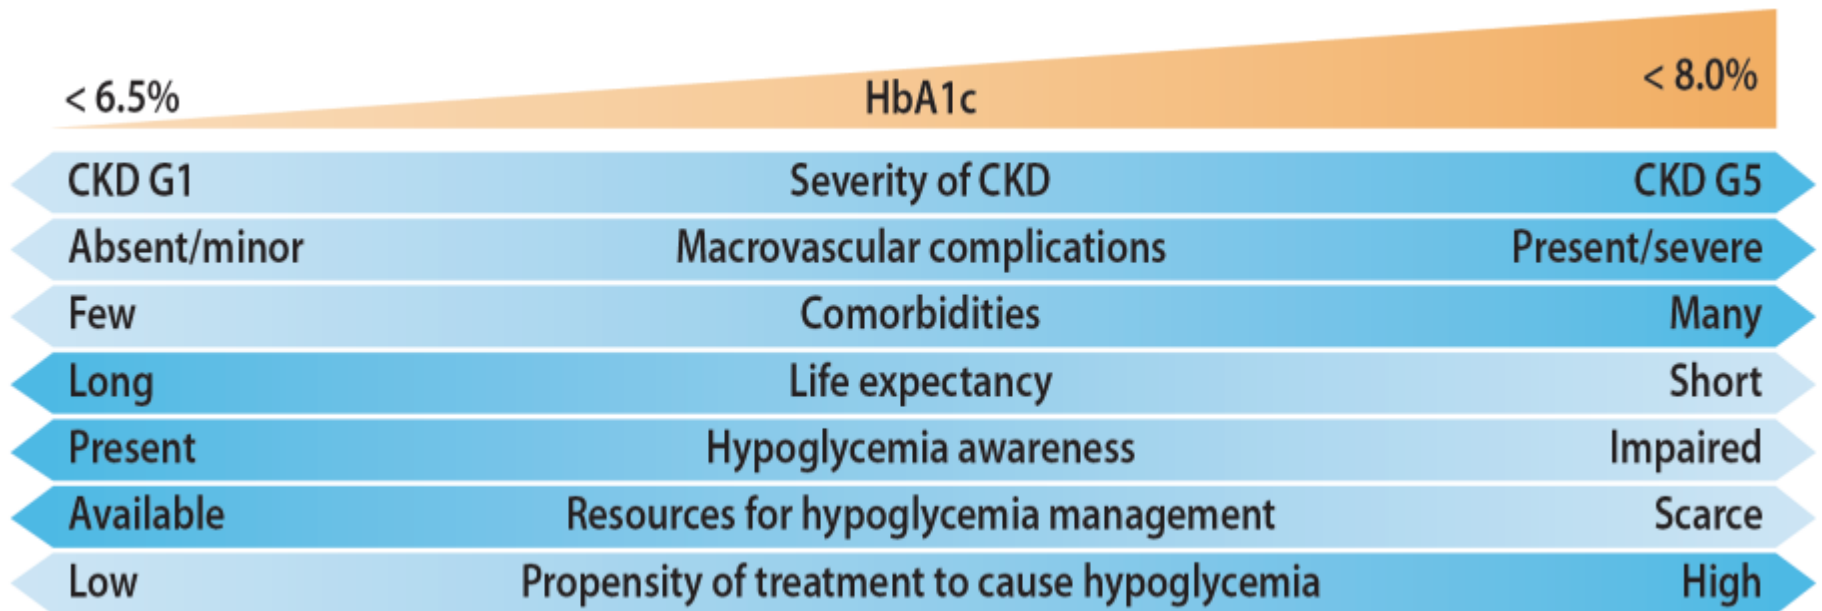 < 6.5% HbA1c < 8.0%
CKD G1 Severity of CKD CKD G5
Absent/minor Macrovascular complications Present/severe
Few Comorbidities Many
Long Life expectancy Short
Present Hypoglycemia awareness Impaired
Available Resources for hypoglycemia management Scarce
Low Propensity of treatment to cause hypoglycemia High